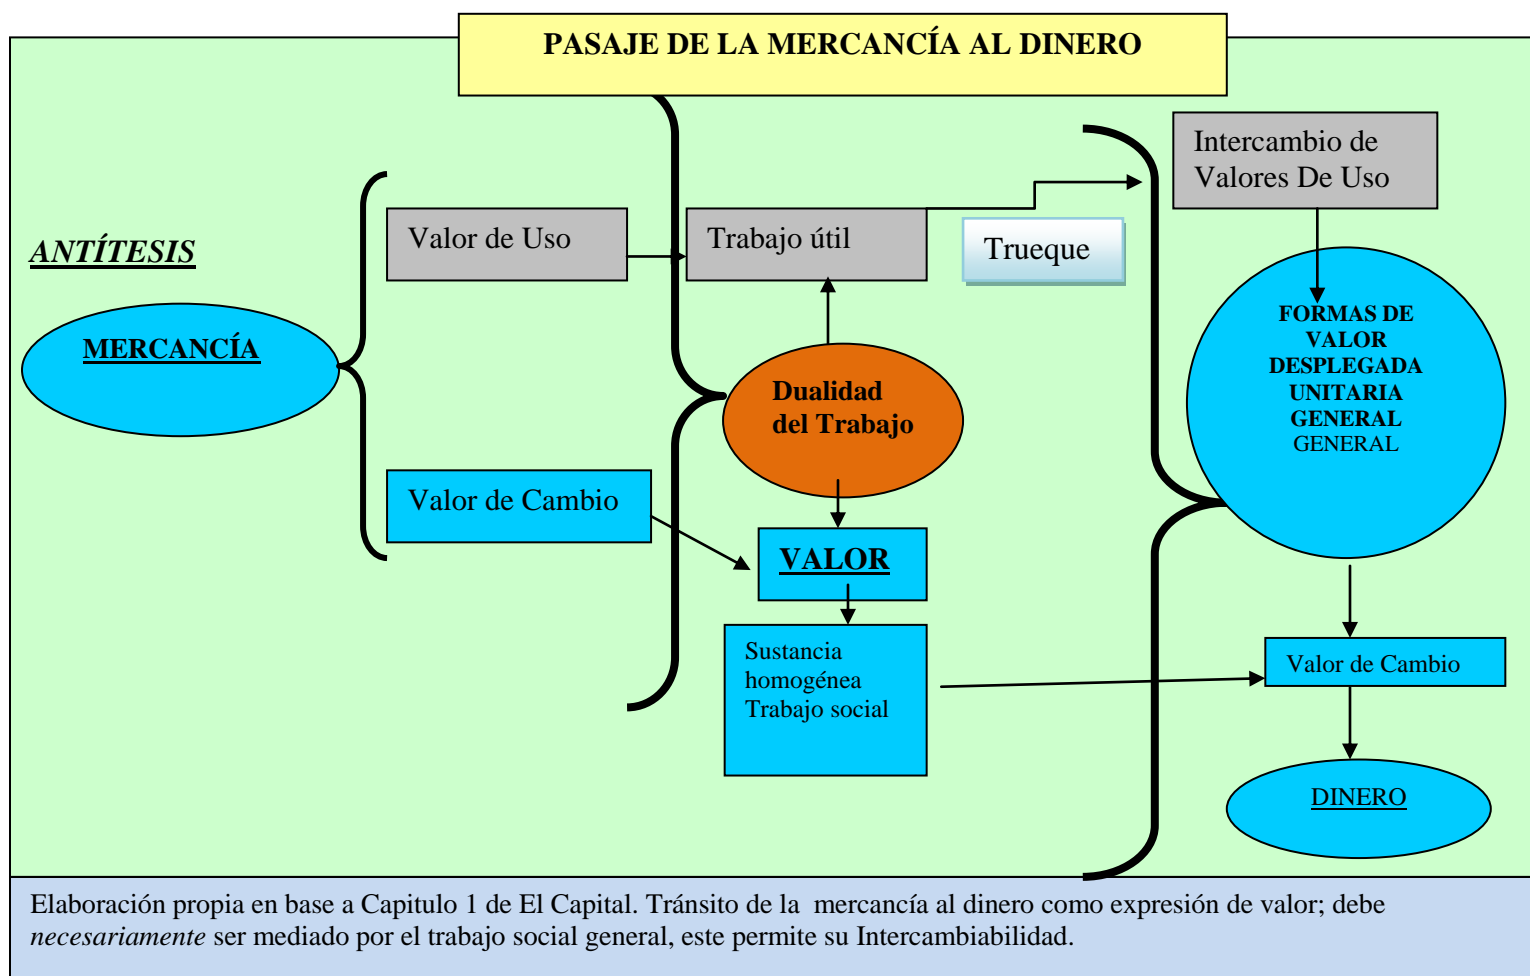 PASAJE DE LA MERCANCÍA AL DINERO
ANTÍTESIS
MERCANCÍA
Valor de Uso
Valor de Cambio
Trabajo útil
Dualidad
del Trabajo
VALOR
Sustancia
homogénea
Trabajo social
Trueque
Intercambio de
Valores De Uso
FORMAS DE
VALOR
DESPLEGADA
UNITARIA
GENERAL
GENERAL
Valor de Cambio
DINERO
Elaboración propia en base a Capitulo 1 de El Capital. Tránsito de la mercancía al dinero como expresión de valor; debe
necesariamente ser mediado por el trabajo social general, este permite su Intercambiabilidad.